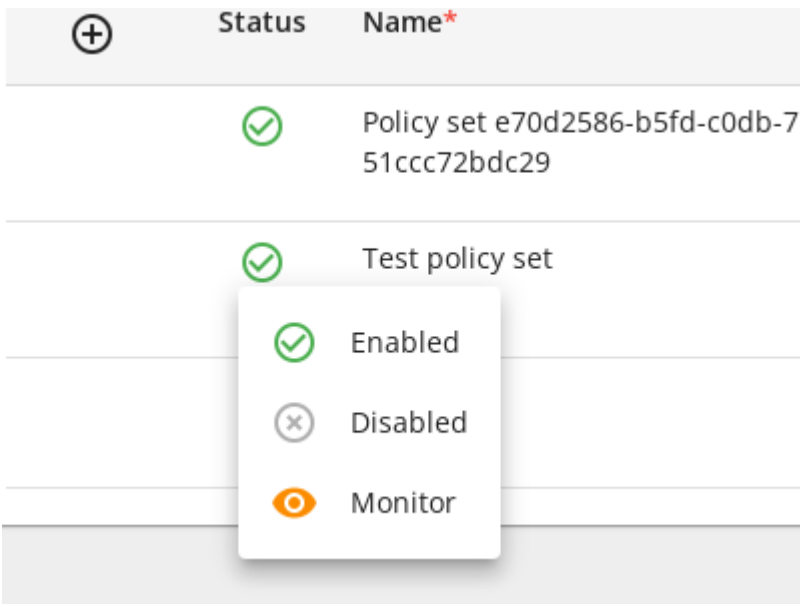 Status Name*
Policy set e70d2586-b5fd-c0db-7
51ccc72bdc29
Test policy set
Enabled
Disabled
Monitor